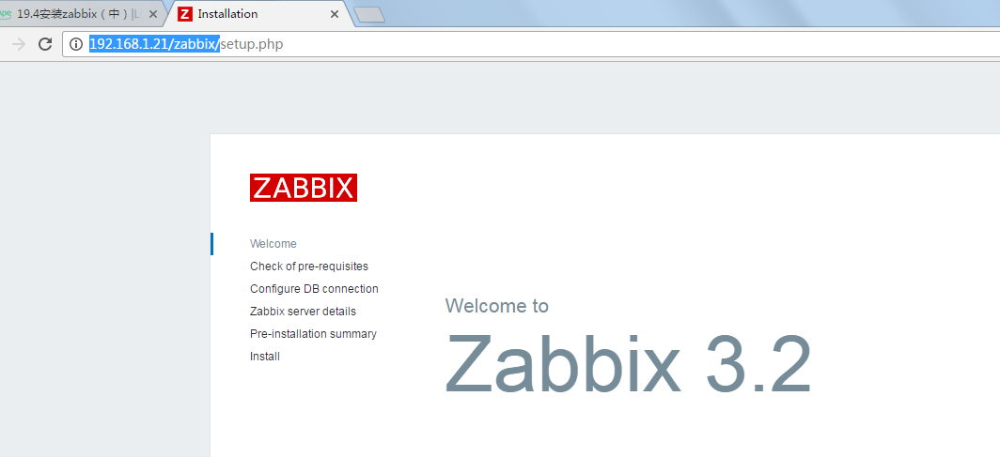 19.4安装zabbix（中）|L
Z Installation
192.168.1.21/zabbix/setup.php
ZABBIX
Welcome
Check of pre-requisites
Configure DB connection
Zabbix server details
Pre-installation summary
Install
Welcome to
Zabbix 3.2